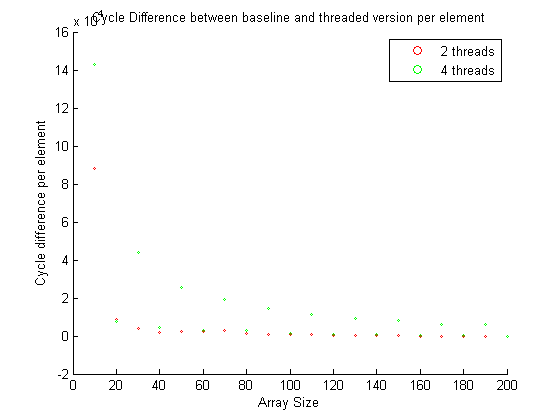 Cycle Difference between baseline and threaded version per element
x 10^4
16
14
12
10
8
6
4
2
0
-2
Cycle difference per element
2 threads
4 threads
0 20 40 60 80 100 120 140 160 180 200
Array Size